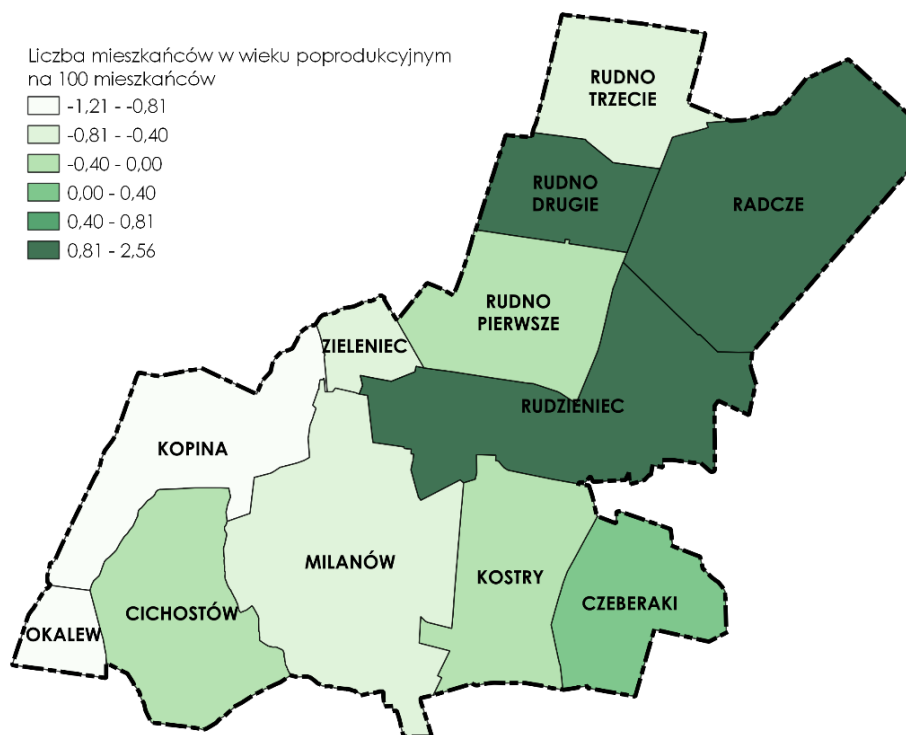 Liczba mieszkańców w wieku poprodukcyjnym
na 100 mieszkańców
-1,21 - -0,81
-0,81 - -0,40
-0,40 - 0,00
0,00 - 0,40
0,40 - 0,81
0,81 - 2,56
RUDNO
TRZECIE
RUDNO
DRUGIE
RADCZE
RUDNO
PIERWSZE
ZIELENIEC
RUDZIENIEC
KOPINA
MILANÓW
KOSTRY
CZEBERAKI
CICHOSTÓW
OKALEW